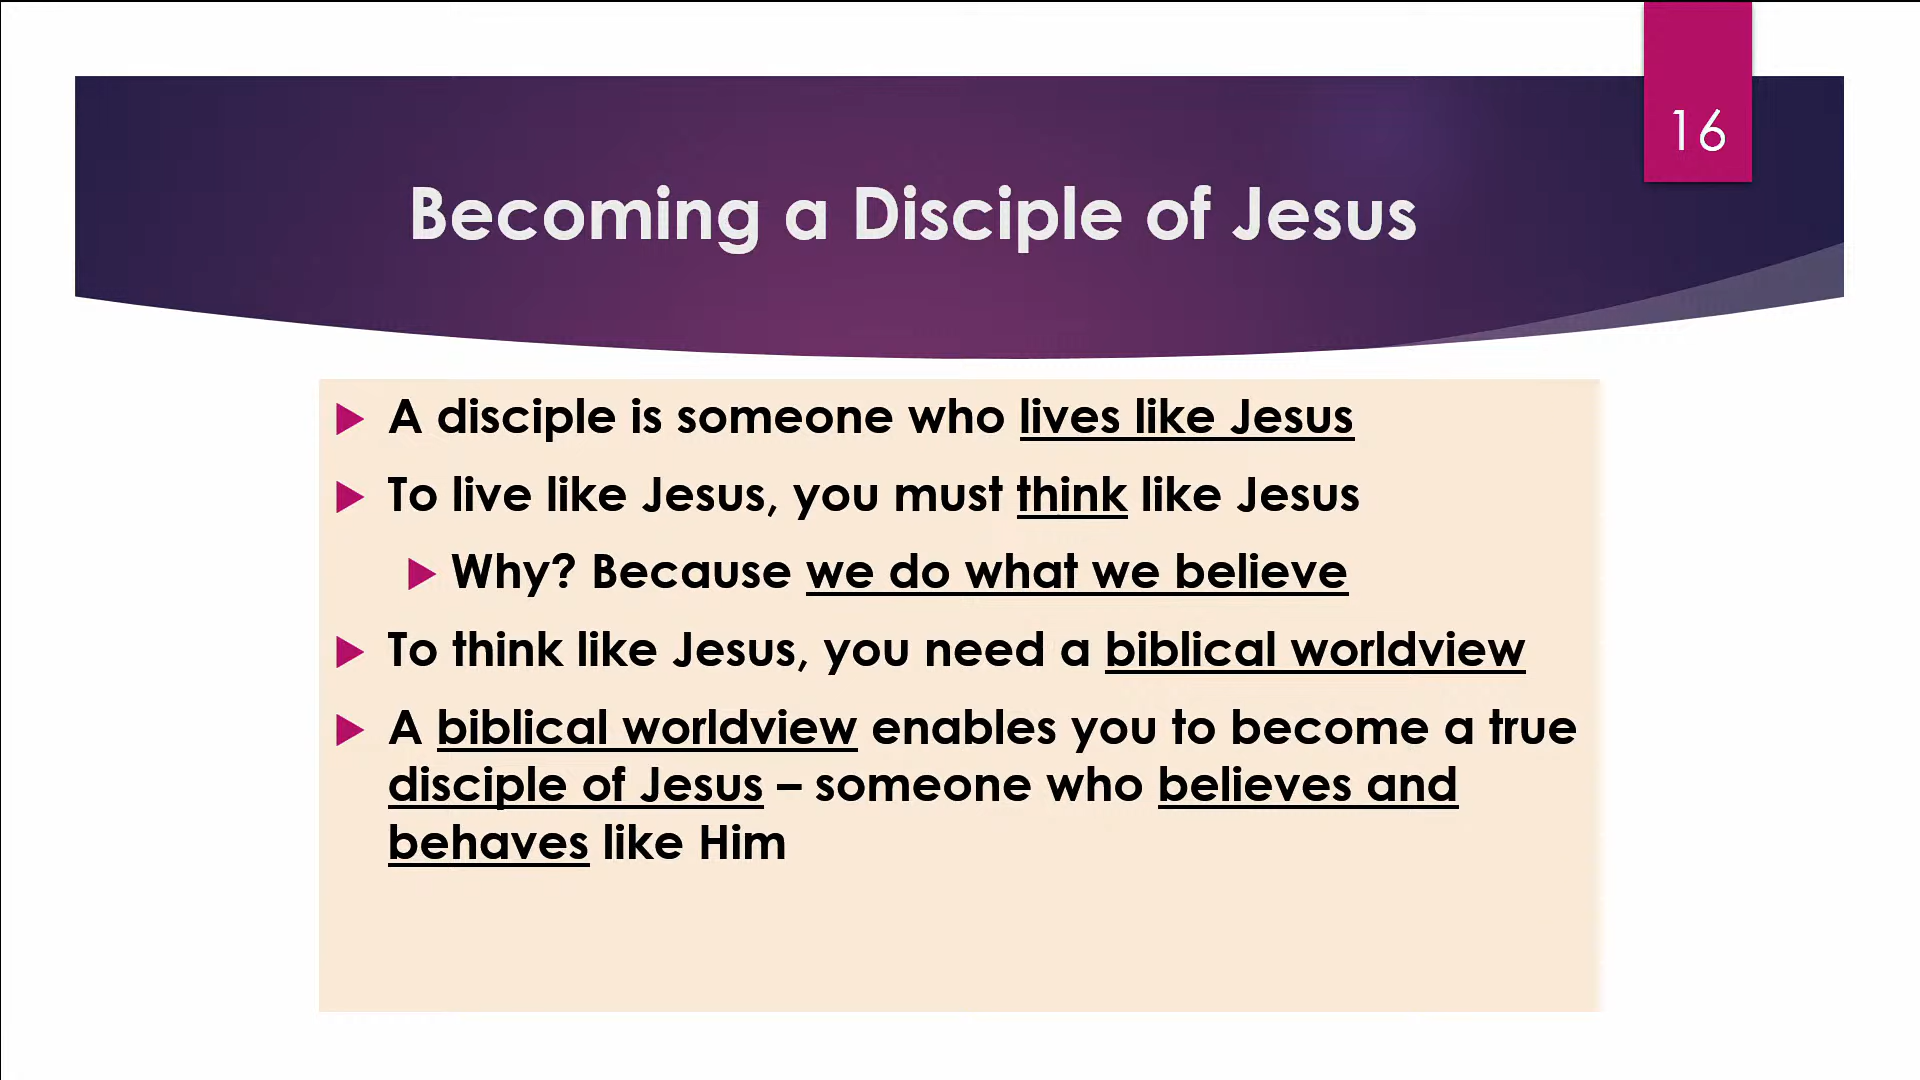 16
Becoming a Disciple of Jesus
A disciple is someone who lives like Jesus
To live like Jesus, you must think like Jesus
Why? Because we do what we believe
To think like Jesus, you need a biblical worldview
A biblical worldview enables you to become a true
disciple of Jesus – someone who believes and
behaves like Him